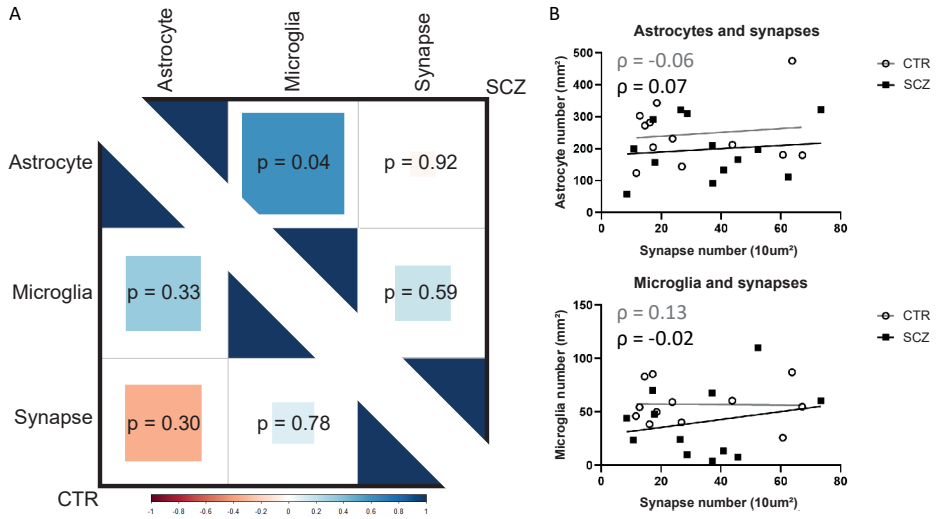 A
Astrocyte
Microglia
Synapse
SCZ
Astrocyte
p = 0.04
p = 0.92
Microglia
p = 0.33
p = 0.59
Synapse
p = 0.30
p = 0.78
CTR
-1 -0.8 -0.6 -0.4 -0.2 0 0.2 0.4 0.6 0.8 1
B
Astrocytes and synapses
ρ = -0.06
ρ = 0.07
CTR
SCZ
Astrocyte number (mm²)
500
400
300
200
100
0
0 20 40 60 80
Synapse number (10um²)
Microglia and synapses
ρ = 0.13
ρ = -0.02
CTR
SCZ
Microglia number (mm²)
150
100
50
0
0 20 40 60 80
Synapse number (10um²)